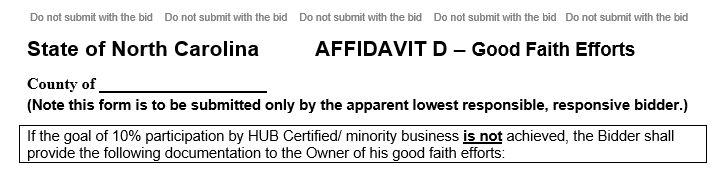 Do not submit with the bid Do not submit with the bid Do not submit with the bid Do not submit with the bid Do not submit with the bid
State of North Carolina AFFIDAVIT D – Good Faith Efforts
County of ____________________
(Note this form is to be submitted only by the apparent lowest responsible, responsive bidder.)
If the goal of 10% participation by HUB Certified/ minority business is not achieved, the Bidder shall
provide the following documentation to the Owner of his good faith efforts: